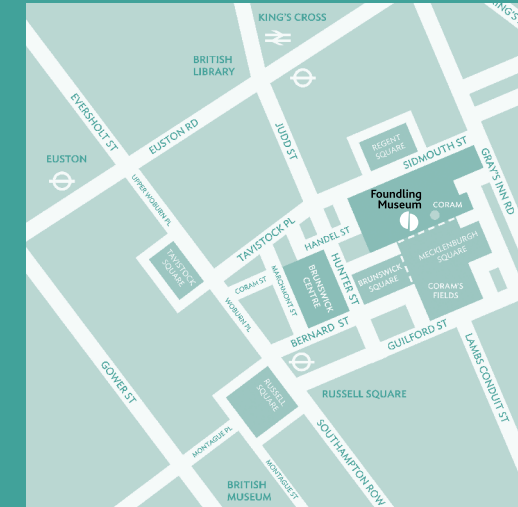 KING'S CROSS
KING'S
BRITISH
LIBRARY
EVERSHOLT ST
EUSTON RD
JUDD ST
EUSTON
REGENT
SQUARE
SIDMOUTH ST
GRAY'S INN RD
UPPER WOBURN PL
Foundling
Museum
CORAM
TAVISTOCK PL
HANDEL ST
MECKLENBURGH
SQUARE
TAVISTOCK
SQUARE
CORAM ST
MARCHMONT ST
BRUNSWICK
CENTRE
HUNTER ST
BRUNSWICK
SQUARE
CORAM'S
FIELDS
WOBURN PL
BERNARD ST
GUILFORD ST
LAMBS CONDUIT ST
GOWER ST
RUSSELL
SQUARE
RUSSELL SQUARE
MONTAGUE PL
SOUTHAMPTON ROW
MONTAGUE ST
BRITISH
MUSEUM